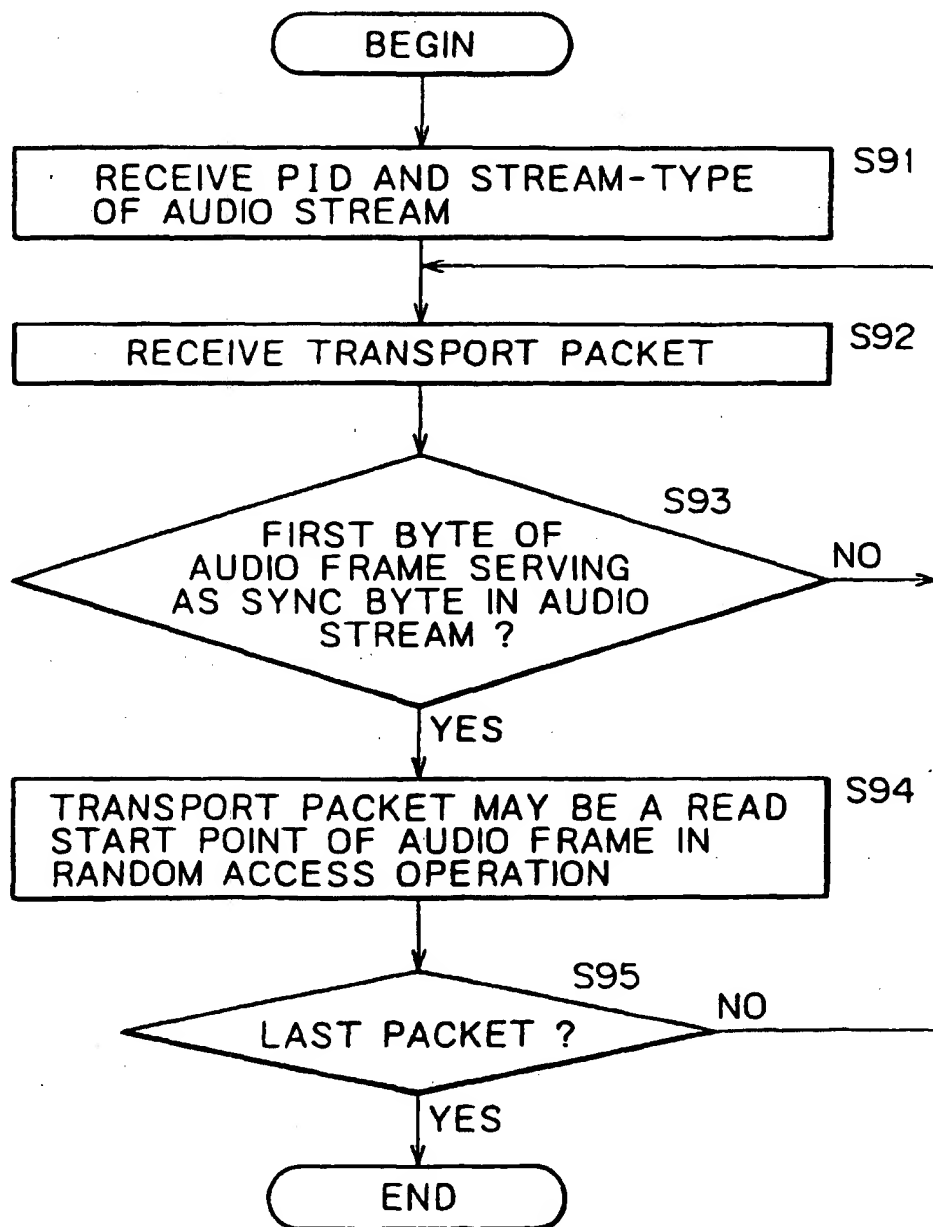 BEGIN
RECEIVE PID AND STREAM-TYPE
OF AUDIO STREAM
S91
RECEIVE TRANSPORT PACKET
S92
S93
FIRST BYTE OF
AUDIO FRAME SERVING
AS SYNC BYTE IN AUDIO
STREAM ?
NO
YES
TRANSPORT PACKET MAY BE A READ
START POINT OF AUDIO FRAME IN
RANDOM ACCESS OPERATION
S94
S95
LAST PACKET ?
NO
YES
END